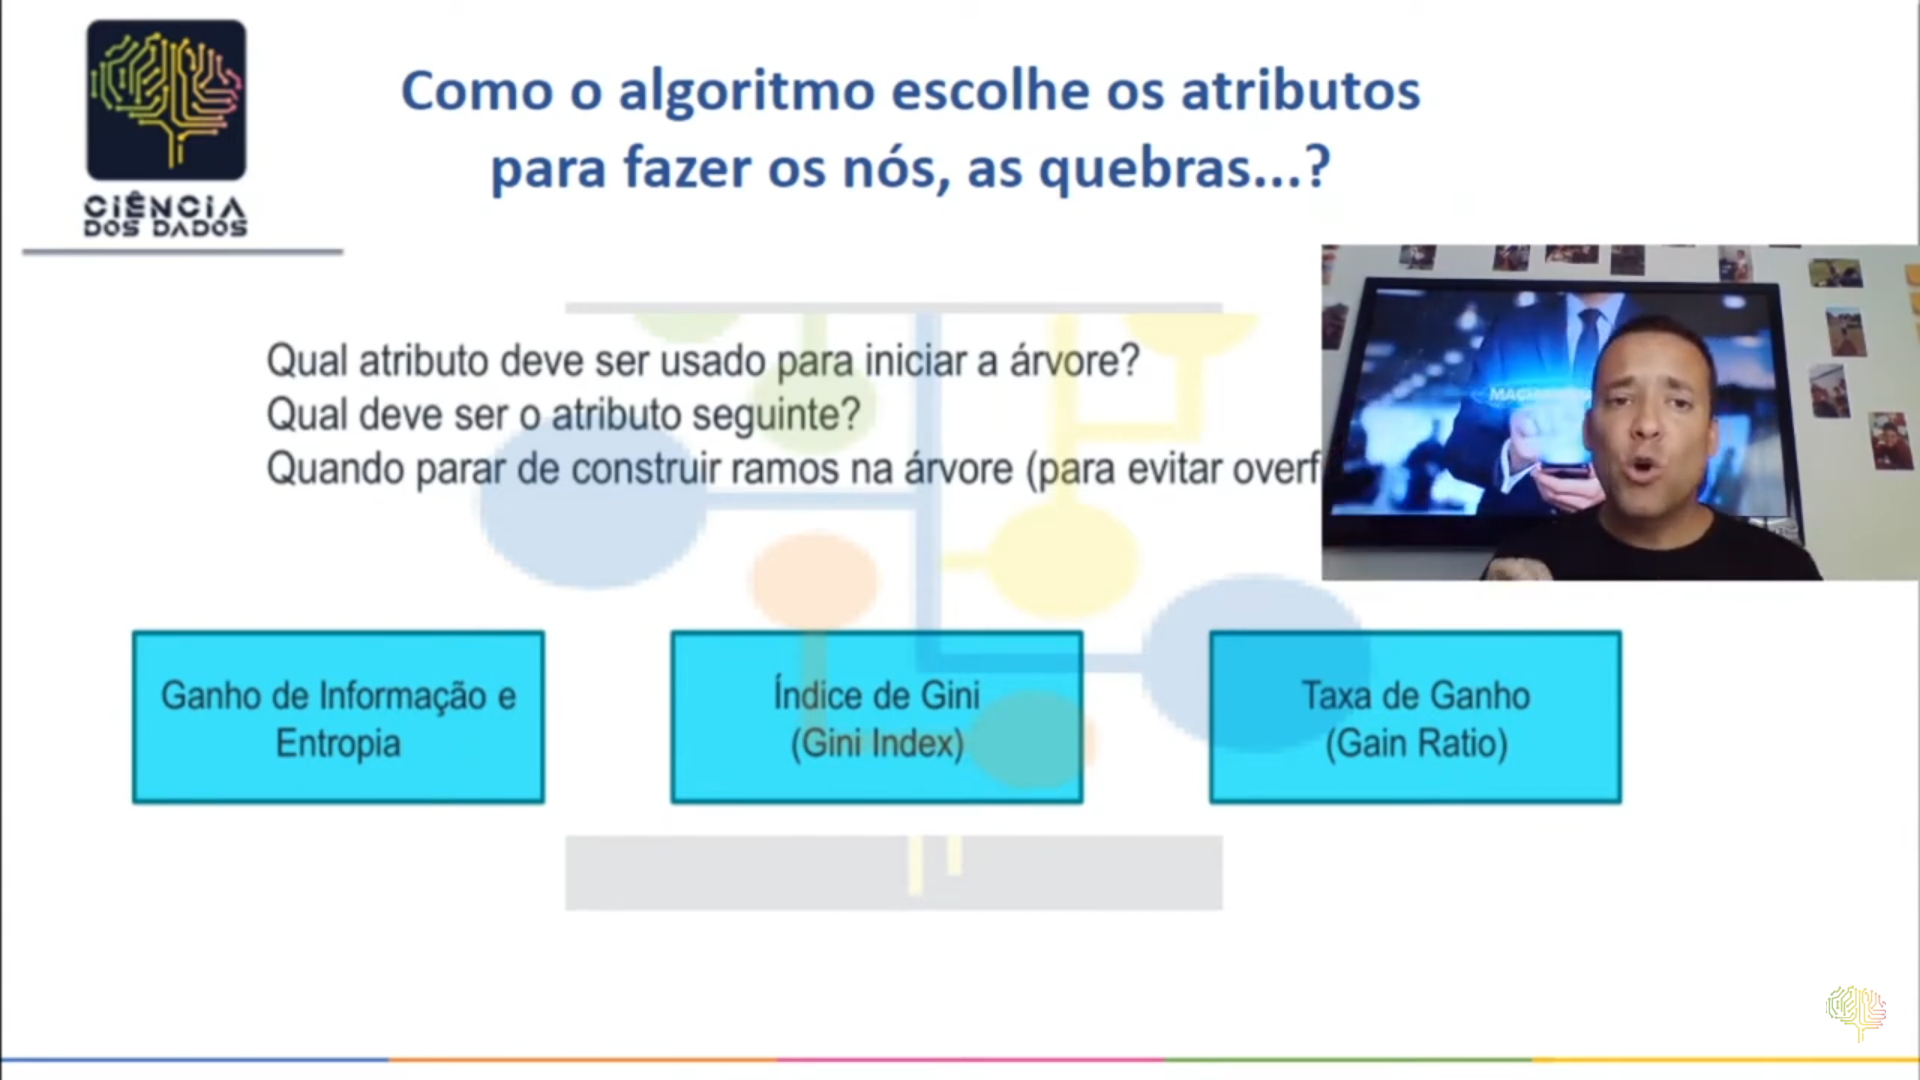 CIÊNCIA
DOS DADOS
Como o algoritmo escolhe os atributos
para fazer os nós, as quebras...?
Qual atributo deve ser usado para iniciar a árvore?
Qual deve ser o atributo seguinte?
Quando parar de construir ramos na árvore (para evitar overf
Ganho de Informação e
Entropia
Índice de Gini
(Gini Index)
Taxa de Ganho
(Gain Ratio)